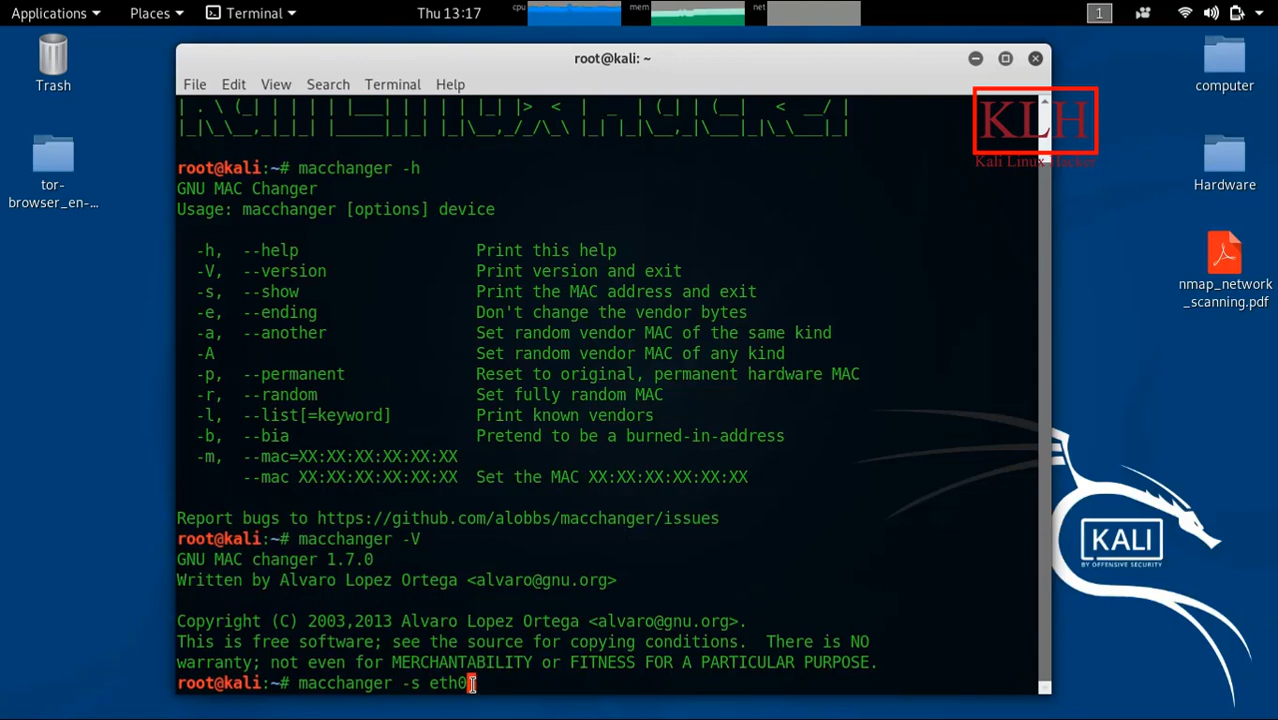 Applications Places Terminal Thu 13:17 cpu mem net 1
root@kali: ~
File Edit View Search Terminal Help
Trash
tor-
browser_en-...
computer
Hardware
nmap_network
_scanning.pdf
KLH
Kali Linux Hacker
root@kali:~# macchanger -h
GNU MAC Changer
Usage: macchanger [options] device
-h, --help Print this help
-V, --version Print version and exit
-s, --show Print the MAC address and exit
-e, --ending Don't change the vendor bytes
-a, --another Set random vendor MAC of the same kind
-A Set random vendor MAC of any kind
-p, --permanent Reset to original, permanent hardware MAC
-r, --random Set fully random MAC
-l, --list[=keyword] Print known vendors
-b, --bia Pretend to be a burned-in-address
-m, --mac=XX:XX:XX:XX:XX:XX
--mac XX:XX:XX:XX:XX:XX Set the MAC XX:XX:XX:XX:XX:XX
Report bugs to https://github.com/alobbs/macchanger/issues
root@kali:~# macchanger -V
GNU MAC changer 1.7.0
Written by Alvaro Lopez Ortega <alvaro@gnu.org>
Copyright (C) 2003,2013 Alvaro Lopez Ortega <alvaro@gnu.org>.
This is free software; see the source for copying conditions. There is NO
warranty; not even for MERCHANTABILITY or FITNESS FOR A PARTICULAR PURPOSE.
root@kali:~# macchanger -s eth0
KALI
BY OFFENSIVE SECURITY